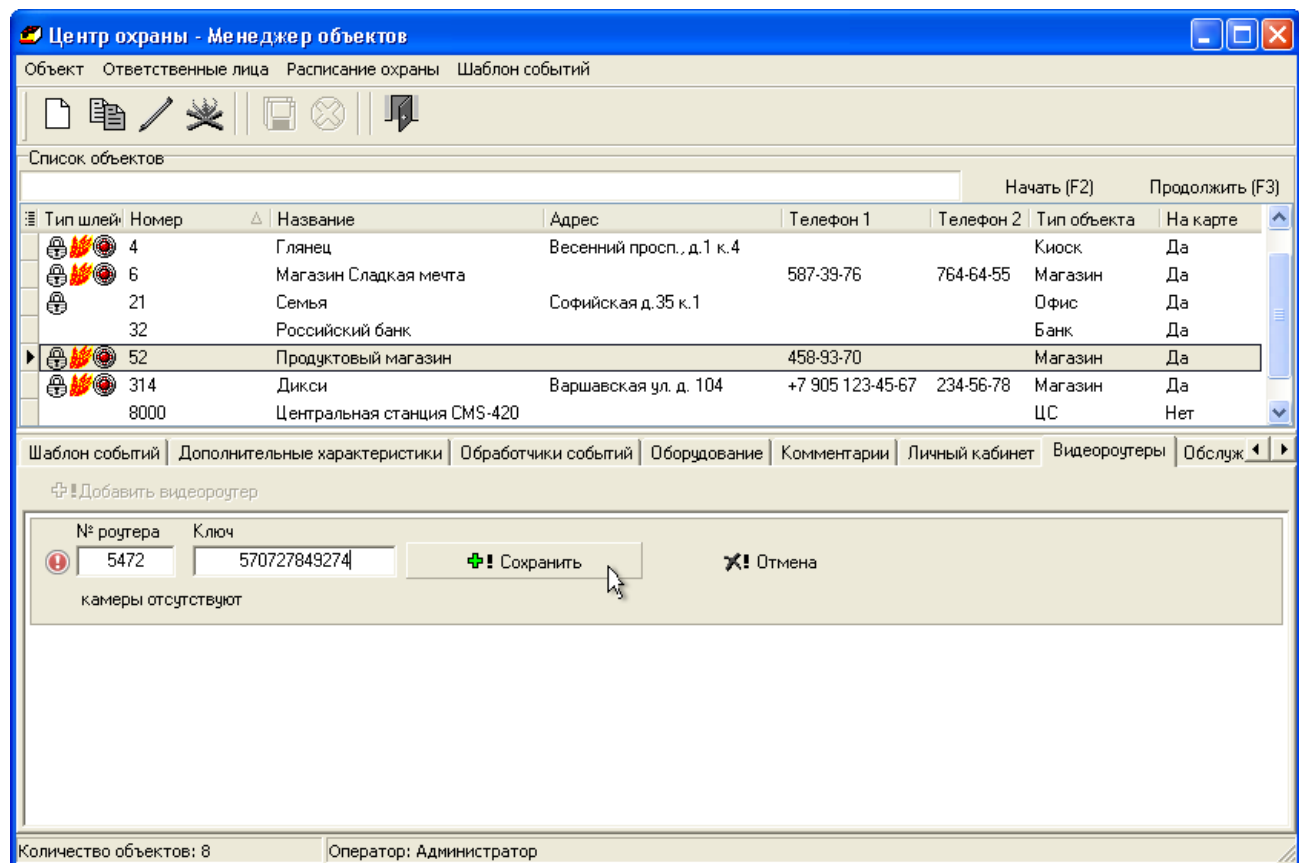 Центр охраны - Менеджер объектов
Объект Ответственные лица Расписание охраны Шаблон событий
Список объектов
Начать (F2) Продолжить (F3)
Тип шлей Номер Название Адрес Телефон 1 Телефон 2 Тип объекта На карте
4 Глянец Весенний просп., д.1 к.4 Киоск Да
6 Магазин Сладкая мечта 587-39-76 764-64-55 Магазин Да
21 Семья Софийская д.35 к.1 Офис Да
32 Российский банк Банк Да
52 Продуктовый магазин 458-93-70 Магазин Да
314 Дикси Варшавская ул. д. 104 +7 905 123-45-67 234-56-78 Магазин Да
8000 Центральная станция CMS-420 ЦС Нет
Шаблон событий Дополнительные характеристики Обработчики событий Оборудование Комментарии Личный кабинет Видеороутеры Обслуж
Добавить видеороутер
№ роутера Ключ
5472 570727849274 Сохранить Отмена
камеры отсутствуют
Количество объектов: 8 Оператор: Администратор